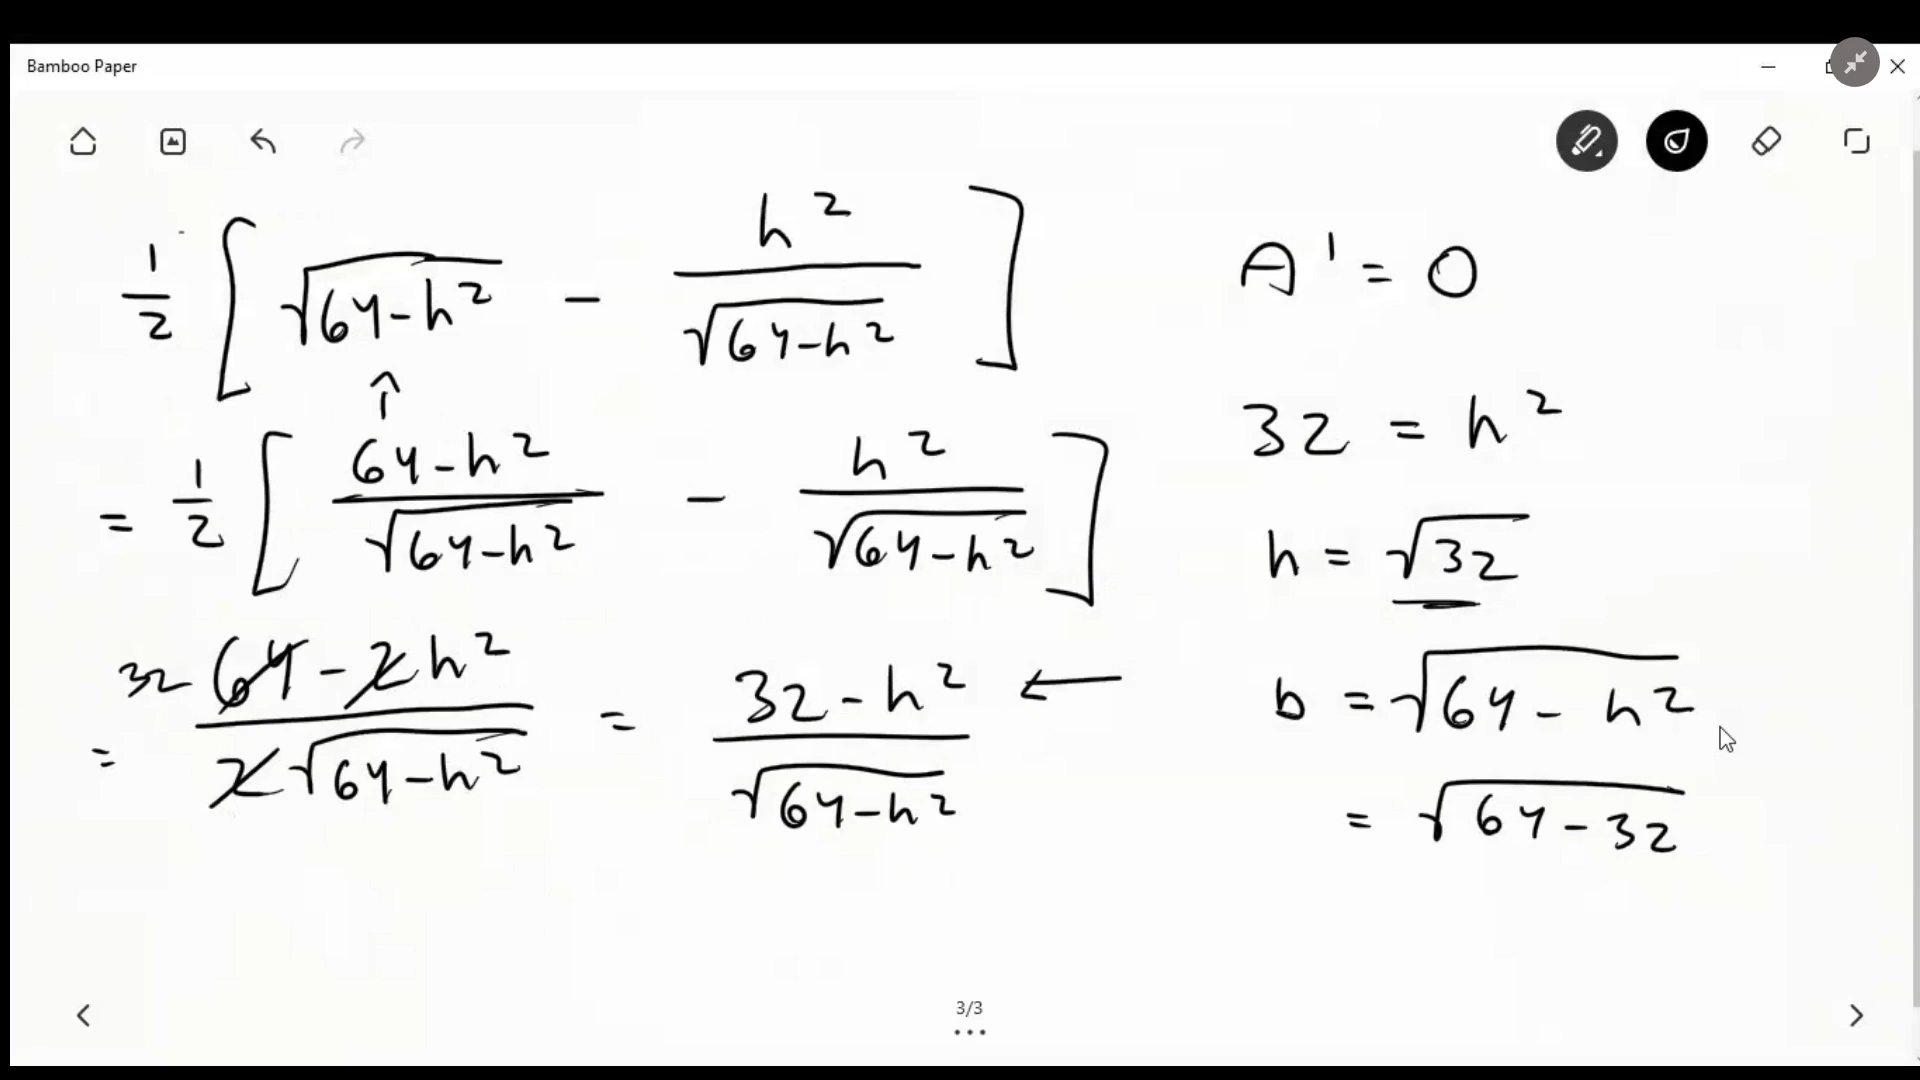 Bamboo Paper
1/2 [ √(64-h²) - h²/√(64-h²) ]
↑
= 1/2 [ (64-h²)/√(64-h²) - h²/√(64-h²) ]
= 32 (64 - 2h²)/(2√(64-h²)) = (32 - h²)/√(64-h²) ←
A' = 0
32 = h²
h = √32
b = √(64 - h²)
= √(64 - 32)
3/3